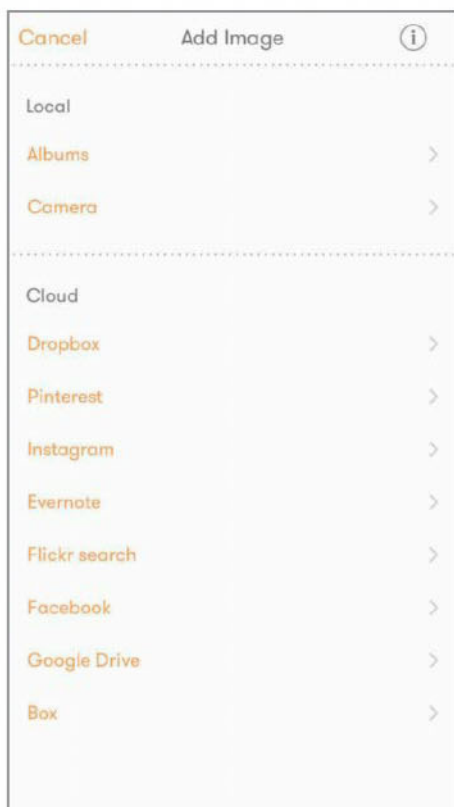 Cancel Add Image
Local
Albums
Camera
Cloud
Dropbox
Pinterest
Instagram
Evernote
Flickr search
Facebook
Google Drive
Box